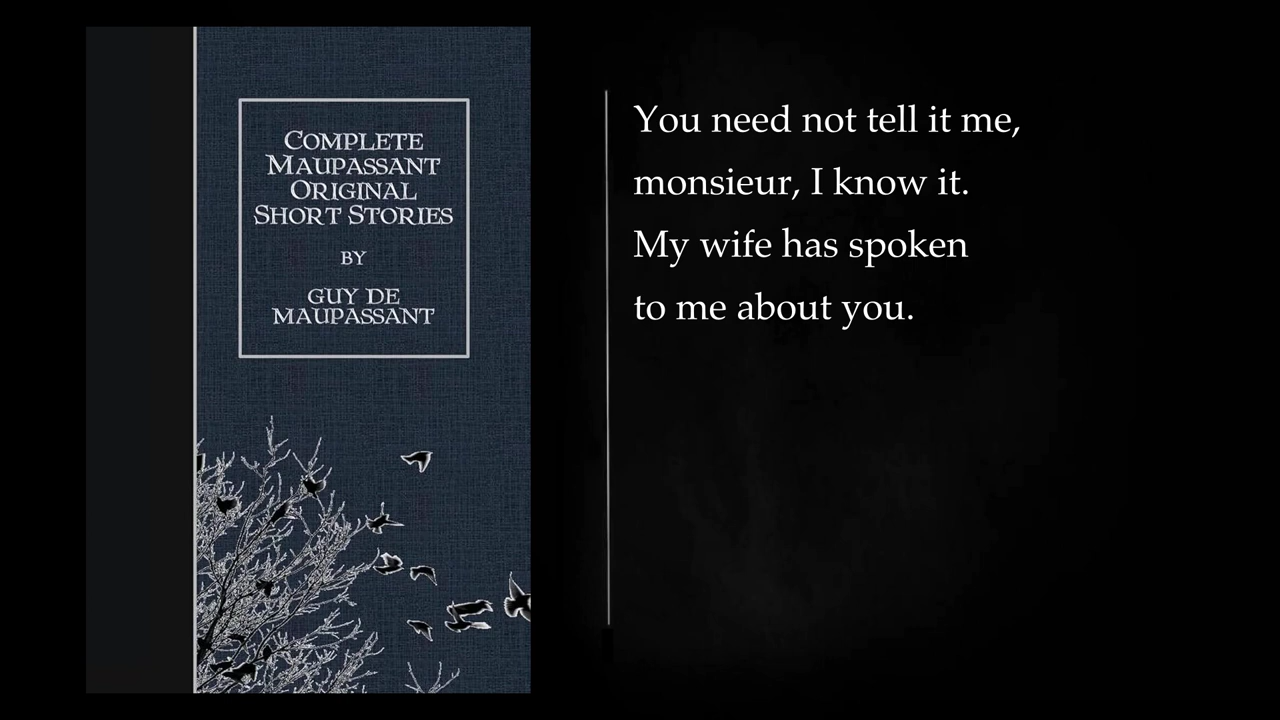 COMPLETE
MAUPASSANT
ORIGINAL
SHORT STORIES
BY
GUY DE
MAUPASSANT
You need not tell it me,
monsieur, I know it.
My wife has spoken
to me about you.